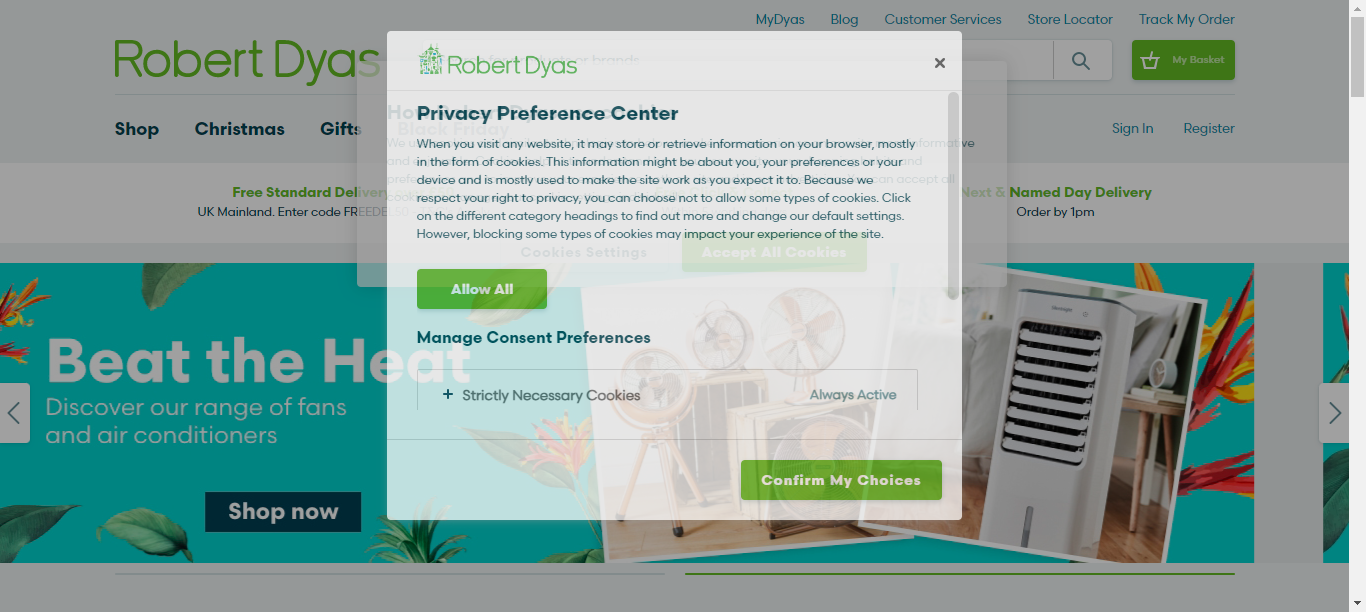 MyDyas Blog Customer Services Store Locator Track My Order
Robert Dyas
My Basket
Shop Christmas Gifts Black Friday
Sign In Register
Free Standard Delivery
UK Mainland. Enter code
Next & Named Day Delivery
Order by 1pm
Robert Dyas
Privacy Preference Center
When you visit any website, it may store or retrieve information on your browser, mostly
in the form of cookies. This information might be about you, your preferences or your
device and is mostly used to make the site work as you expect it to. Because we
respect your right to privacy, you can choose not to allow some types of cookies. Click
on the different category headings to find out more and change our default settings.
However, blocking some types of cookies may impact your experience of the site.
Cookies Settings Accept All Cookies
Allow All
Manage Consent Preferences
+ Strictly Necessary Cookies Always Active
Confirm My Choices
Beat the Heat
Discover our range of fans
and air conditioners
Shop now